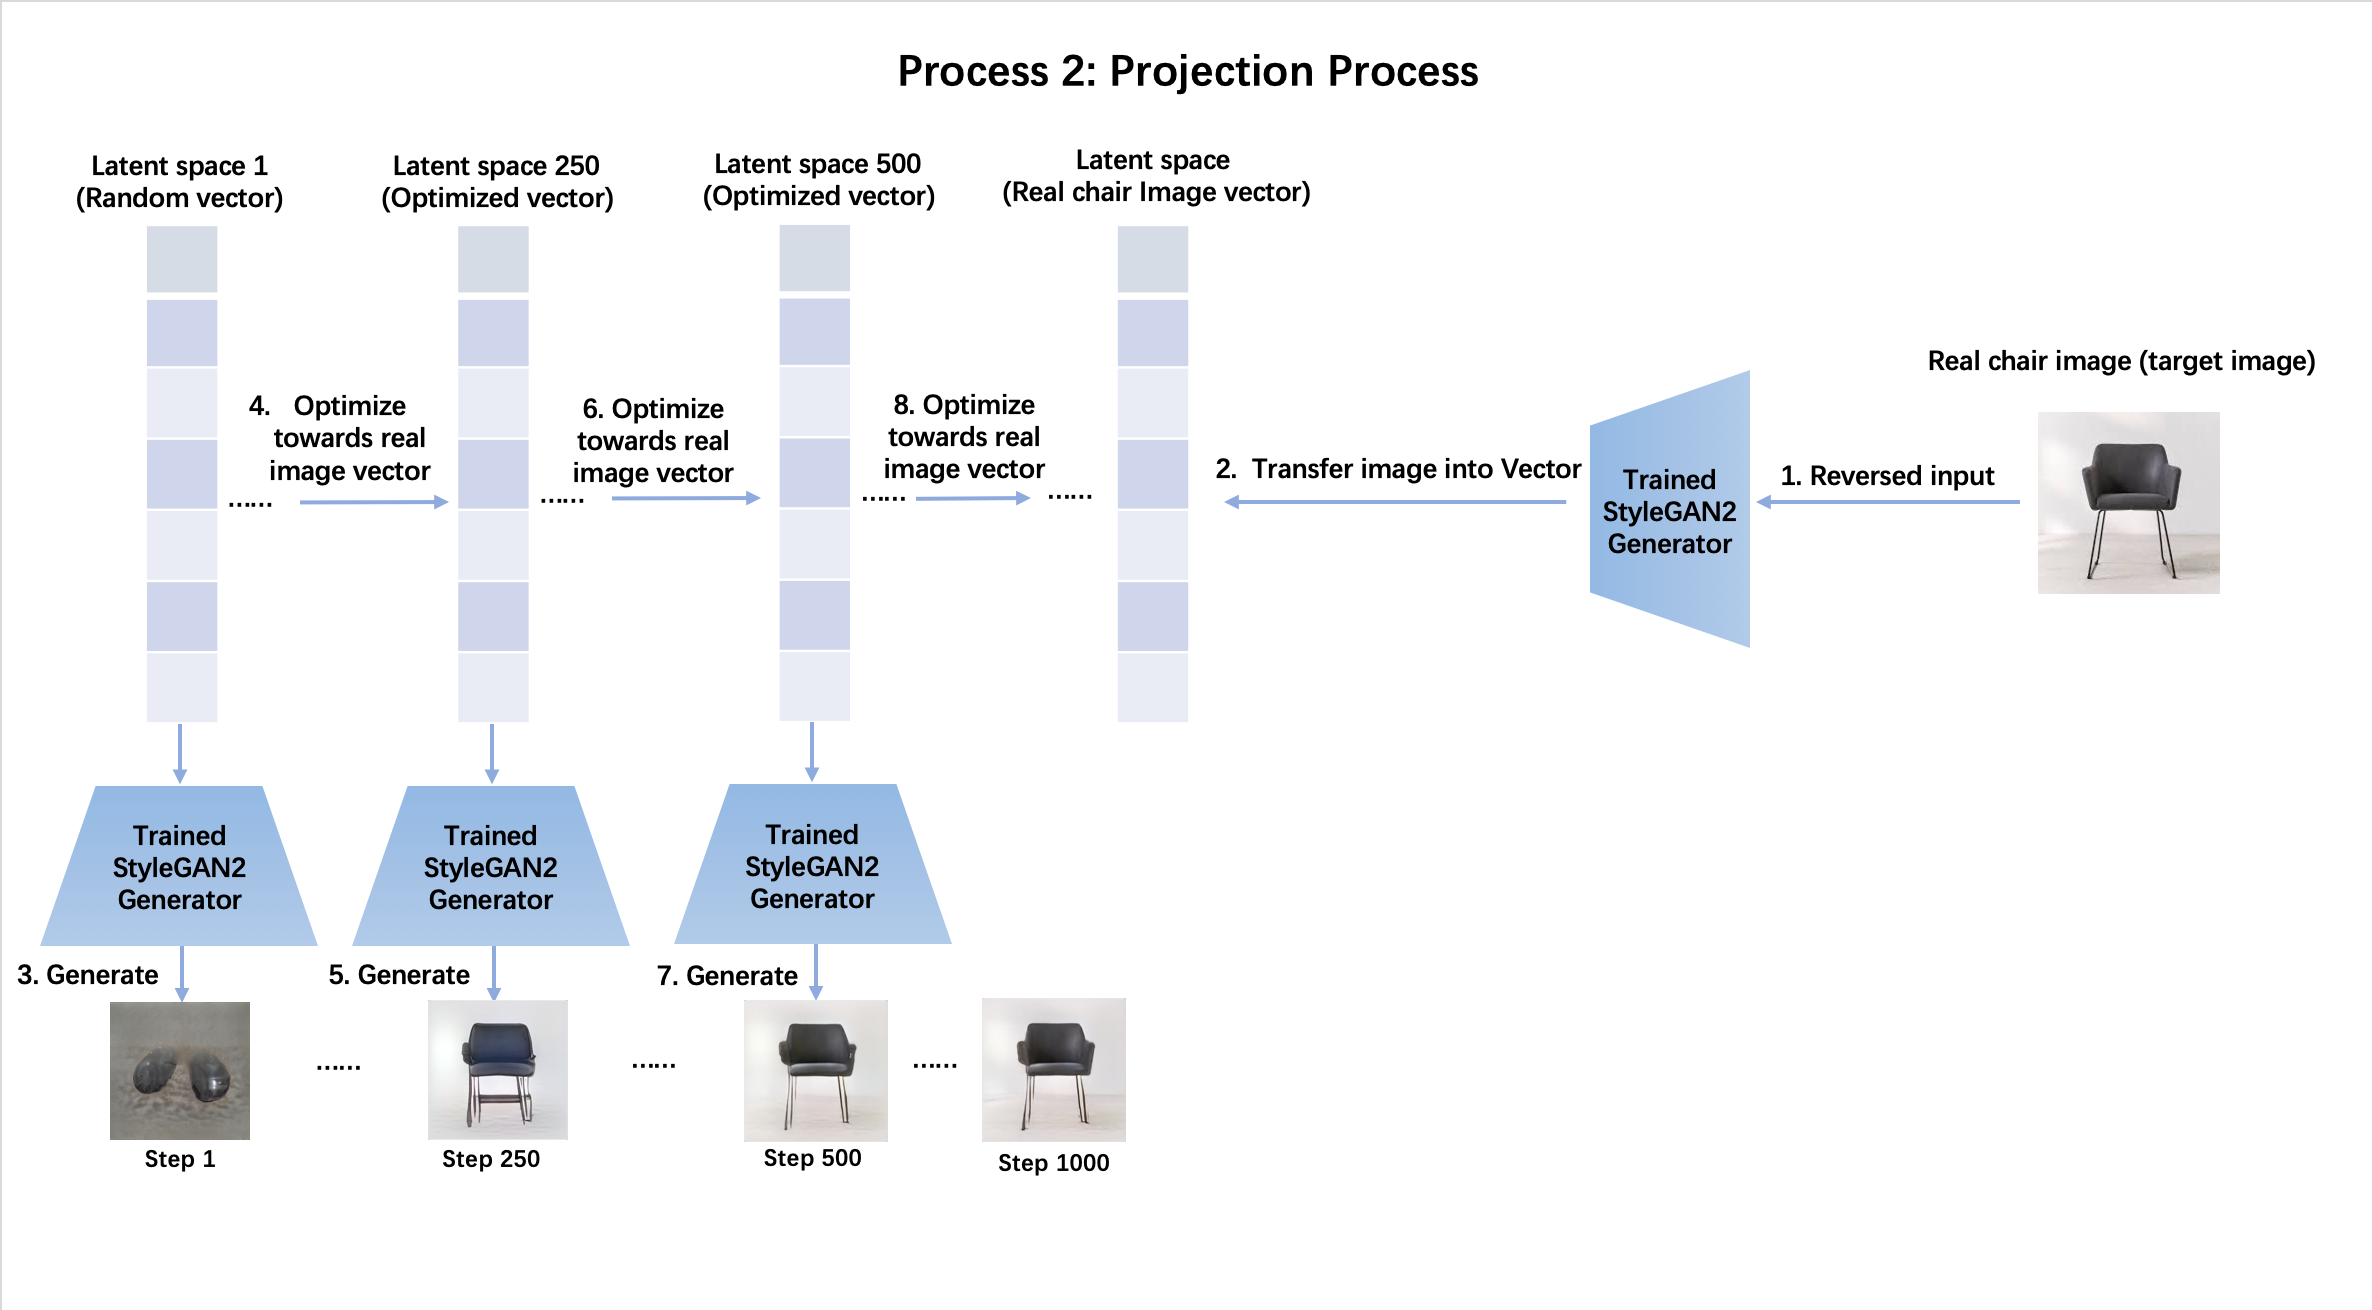 Process 2: Projection Process
Latent space 1
(Random vector)
Latent space 250
(Optimized vector)
Latent space 500
(Optimized vector)
Latent space
(Real chair Image vector)
Real chair image (target image)
4. Optimize
towards real
image vector
......
6. Optimize
towards real
image vector
......
8. Optimize
towards real
image vector
......
......
2. Transfer image into Vector
Trained
StyleGAN2
Generator
1. Reversed input
Trained
StyleGAN2
Generator
Trained
StyleGAN2
Generator
Trained
StyleGAN2
Generator
3. Generate
5. Generate
7. Generate
......
......
......
Step 1
Step 250
Step 500
Step 1000